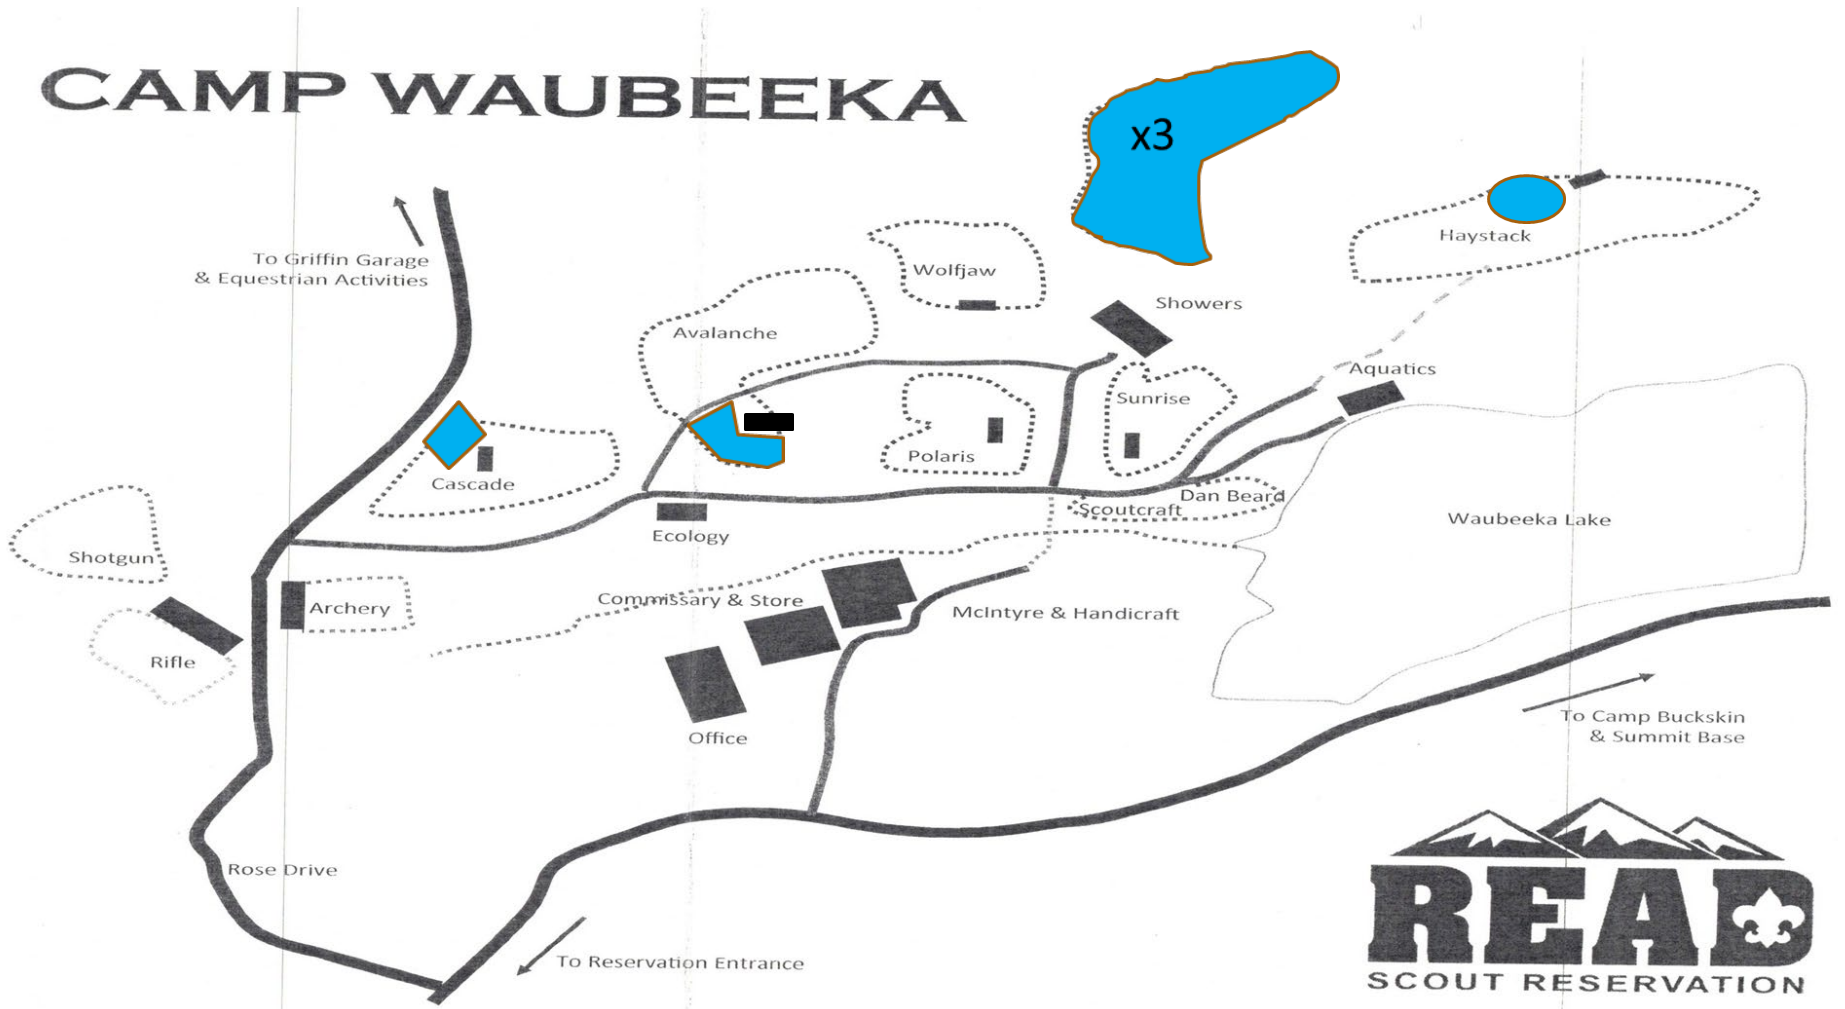 CAMP WAUBEEKA
x3
Haystack
To Griffin Garage
& Equestrian Activities
Wolfjaw
Showers
Avalanche
Aquatics
Sunrise
Polaris
Cascade
Dan Beard
Scoutcraft
Waubeeka Lake
Ecology
Shotgun
Archery
Commissary & Store
McIntyre & Handicraft
Rifle
Office
To Camp Buckskin
& Summit Base
Rose Drive
To Reservation Entrance
READ
SCOUT RESERVATION